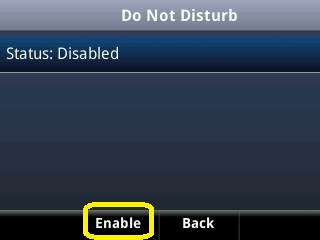 Do Not Disturb
Status: Disabled
Enable Back